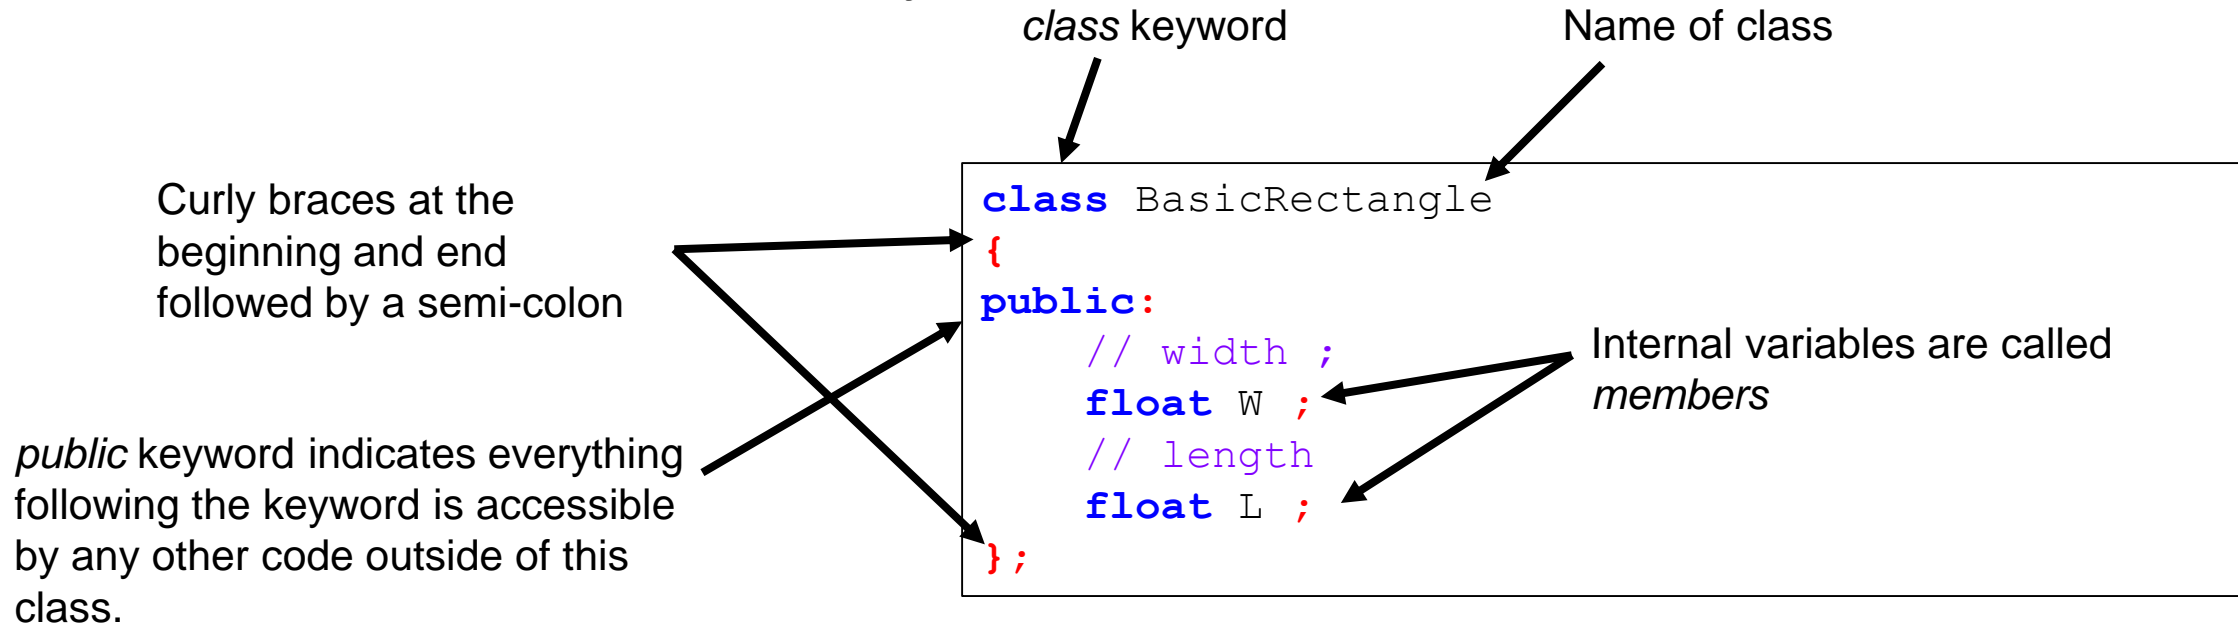 class keyword
Name of class
Curly braces at the
beginning and end
followed by a semi-colon
public keyword indicates everything
following the keyword is accessible
by any other code outside of this
class.
class BasicRectangle
{
public:
// width ;
float W ;
// length
float L ;
};
Internal variables are called
members